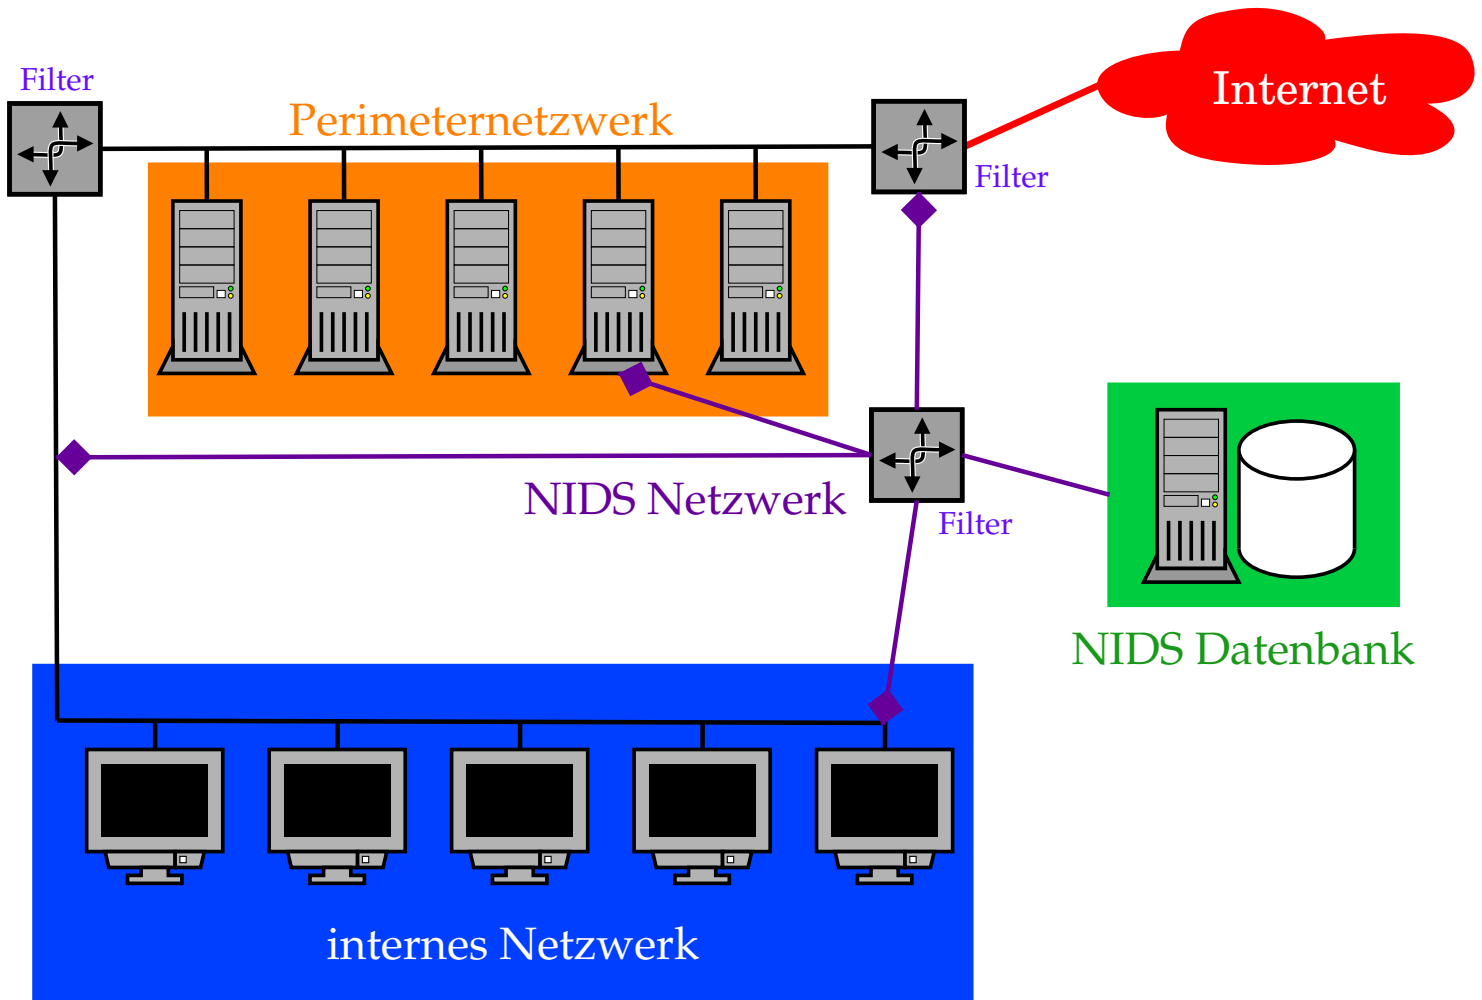 Filter
Perimeternetzwerk
Internet
Filter
NIDS Netzwerk
Filter
NIDS Datenbank
internes Netzwerk